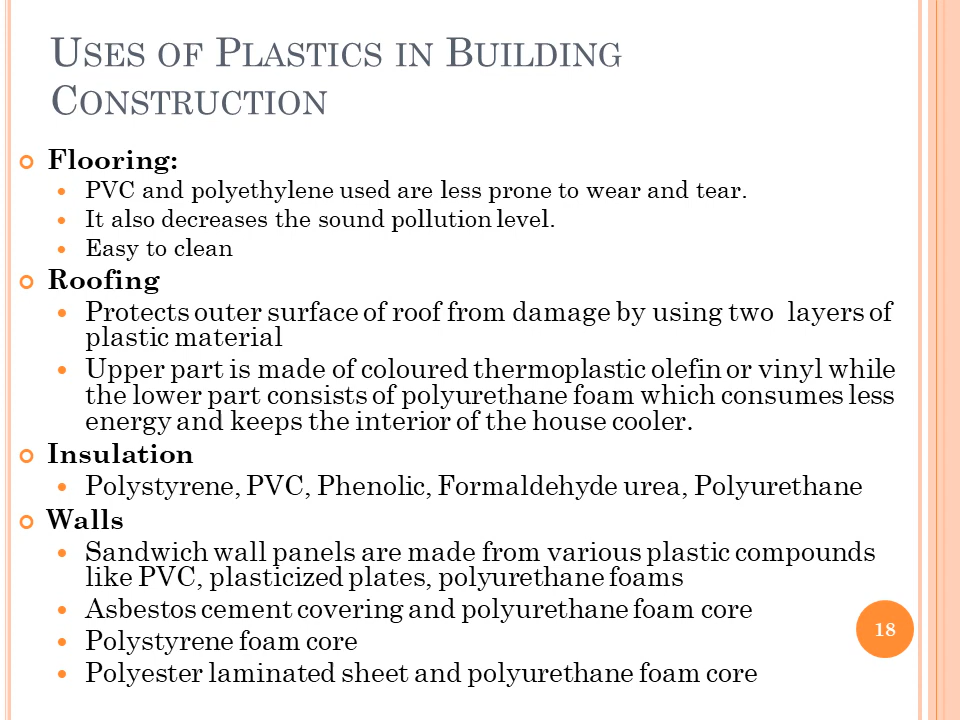 Uses of Plastics in Building
Construction
Flooring:
PVC and polyethylene used are less prone to wear and tear.
It also decreases the sound pollution level.
Easy to clean
Roofing
Protects outer surface of roof from damage by using two layers of
plastic material
Upper part is made of coloured thermoplastic olefin or vinyl while
the lower part consists of polyurethane foam which consumes less
energy and keeps the interior of the house cooler.
Insulation
Polystyrene, PVC, Phenolic, Formaldehyde urea, Polyurethane
Walls
Sandwich wall panels are made from various plastic compounds
like PVC, plasticized plates, polyurethane foams
Asbestos cement covering and polyurethane foam core
Polystyrene foam core
Polyester laminated sheet and polyurethane foam core
18